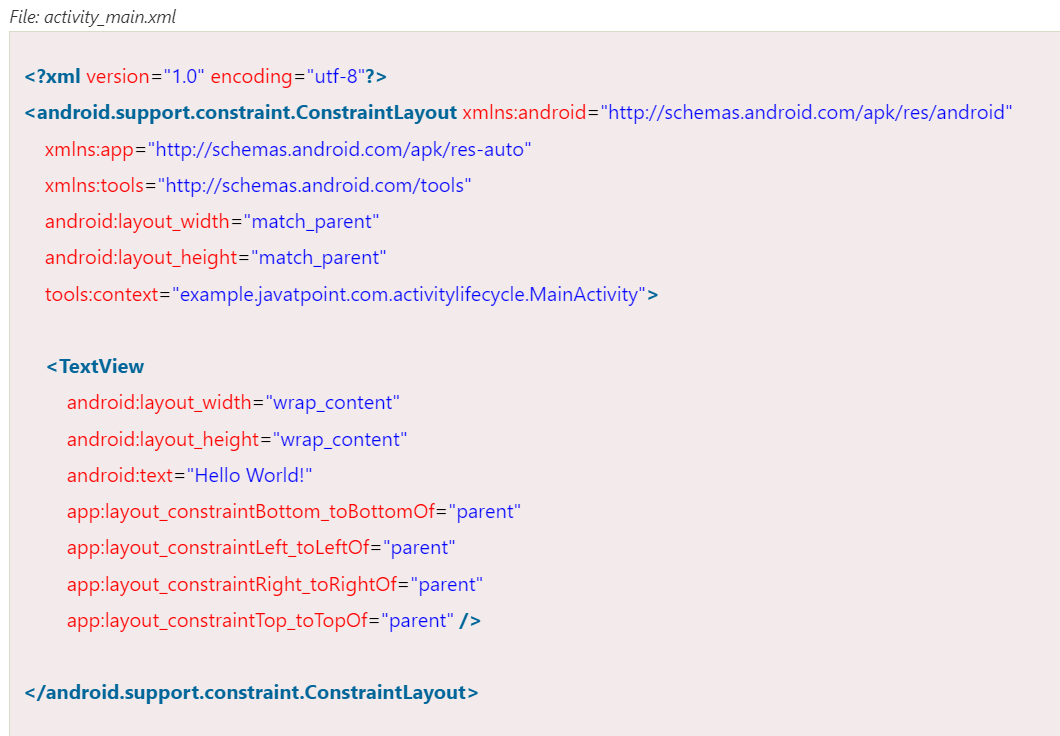 File: activity_main.xml
<?xml version="1.0" encoding="utf-8"?>
<android.support.constraint.ConstraintLayout xmlns:android="http://schemas.android.com/apk/res/android"
xmlns:app="http://schemas.android.com/apk/res-auto"
xmlns:tools="http://schemas.android.com/tools"
android:layout_width="match_parent"
android:layout_height="match_parent"
tools:context="example.javatpoint.com.activitylifecycle.MainActivity">
<TextView
android:layout_width="wrap_content"
android:layout_height="wrap_content"
android:text="Hello World!"
app:layout_constraintBottom_toBottomOf="parent"
app:layout_constraintLeft_toLeftOf="parent"
app:layout_constraintRight_toRightOf="parent"
app:layout_constraintTop_toTopOf="parent" />
</android.support.constraint.ConstraintLayout>